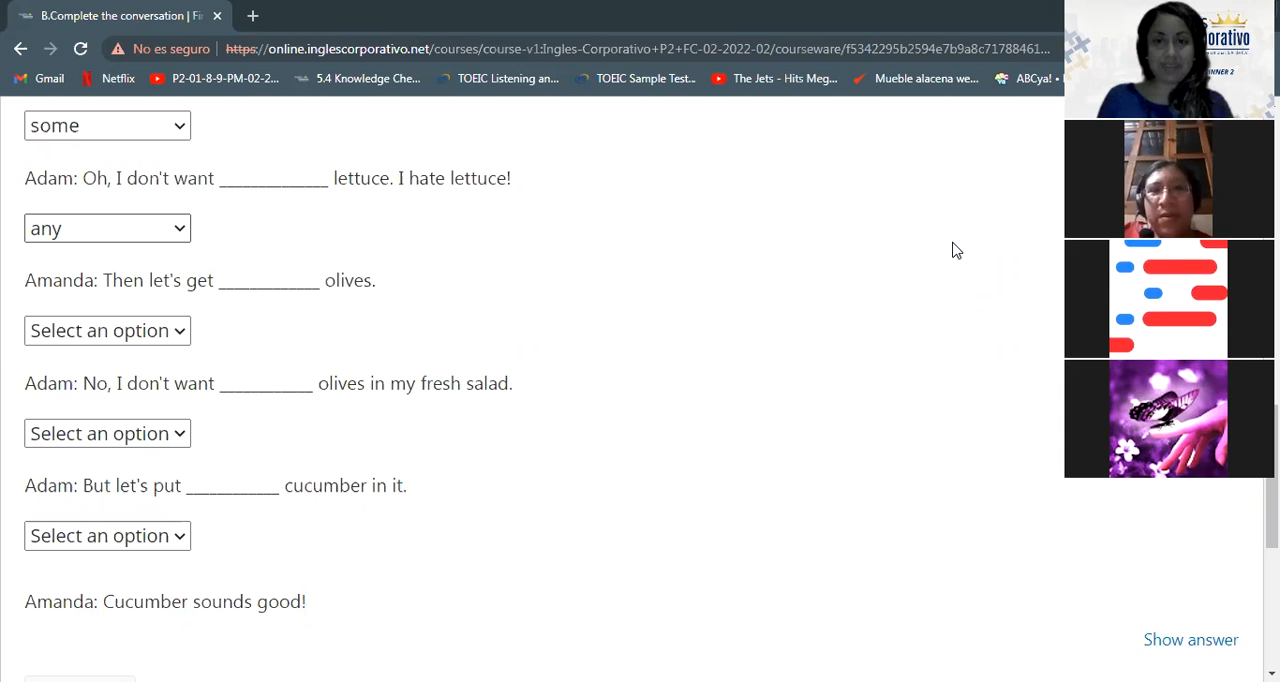 B.Complete the conversation | Fi
No es seguro | https://online.inglescorporativo.net/courses/course-v1:Ingles-Corporativo+P2+FC-02-2022-02/courseware/f5342295b2594e7b9a8c71788461...
Gmail Netflix P2-01-8-9-PM-02-2... 5.4 Knowledge Che... TOEIC Listening an... TOEIC Sample Test... The Jets - Hits Meg... Mueble alacena we... ABCya! •
some
Adam: Oh, I don't want ______________ lettuce. I hate lettuce!
any
Amanda: Then let's get _____________ olives.
Select an option
Adam: No, I don't want ____________ olives in my fresh salad.
Select an option
Adam: But let's put ____________ cucumber in it.
Select an option
Amanda: Cucumber sounds good!
Show answer